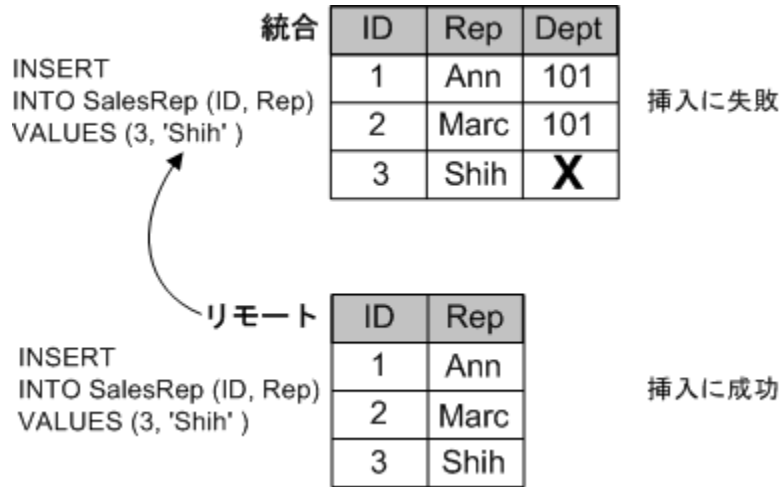 統合
ID Rep Dept
1 Ann 101
2 Marc 101
3 Shih X
INSERT
INTO SalesRep (ID, Rep)
VALUES (3, 'Shih' )
挿入に失敗
リモート
ID Rep
1 Ann
2 Marc
3 Shih
INSERT
INTO SalesRep (ID, Rep)
VALUES (3, 'Shih' )
挿入に成功